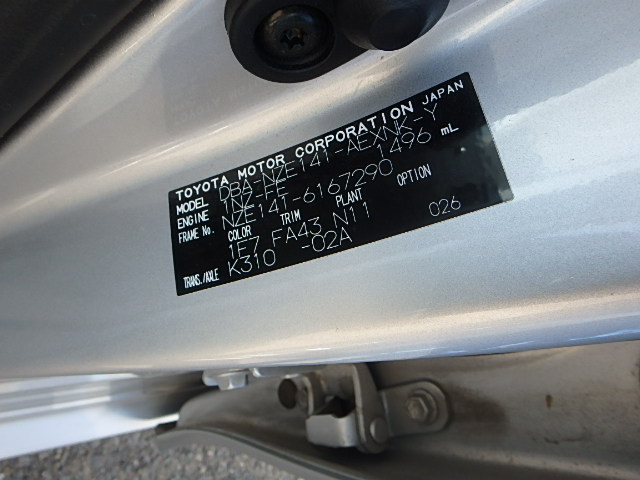 TOYOTA MOTOR CORPORATION JAPAN
MODEL DBA-NZE141-AEXNK-Y
ENGINE 1NZ-FE 1496 mL
FRAME No. NZE141-6167290
COLOR TRIM PLANT OPTION
1F7 FA43 N11 026
TRANS./AXLE K310 -02A